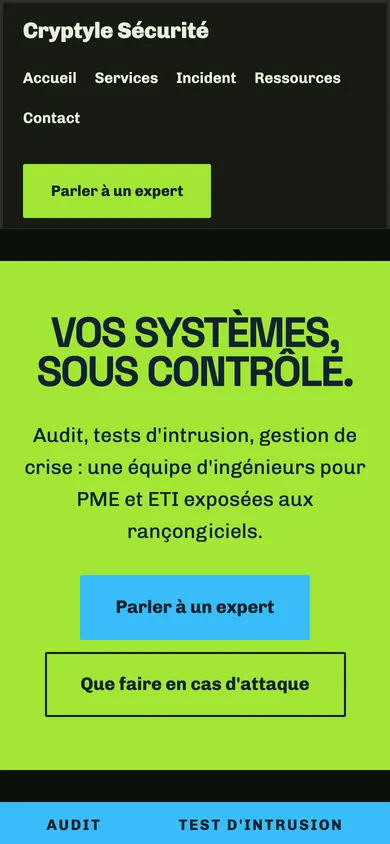 Cryptyle Sécurité
Accueil Services Incident Ressources
Contact
Parler à un expert
VOS SYSTÈMES,
SOUS CONTRÔLE.
Audit, tests d'intrusion, gestion de
crise : une équipe d'ingénieurs pour
PME et ETI exposées aux
rançongiciels.
Parler à un expert
Que faire en cas d'attaque
AUDIT TEST D'INTRUSION